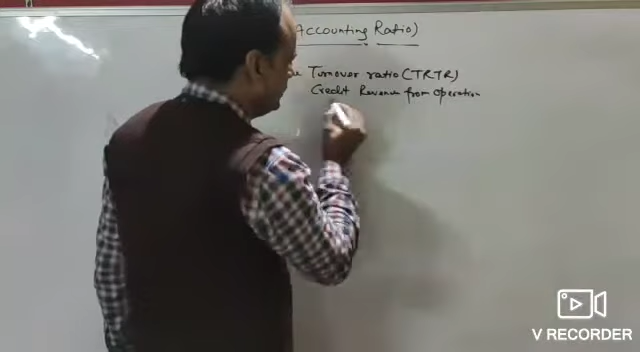 Accounting Ratio)
Turnover ratio (TRTR)
Credit Revenue from operation
V RECORDER